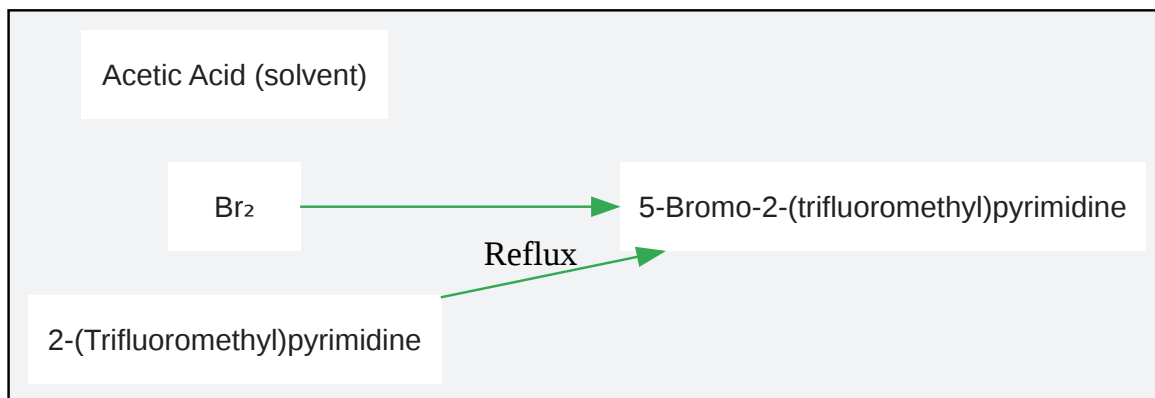 Acetic Acid (solvent)
Br₂
5-Bromo-2-(trifluoromethyl)pyrimidine
Reflux
2-(Trifluoromethyl)pyrimidine